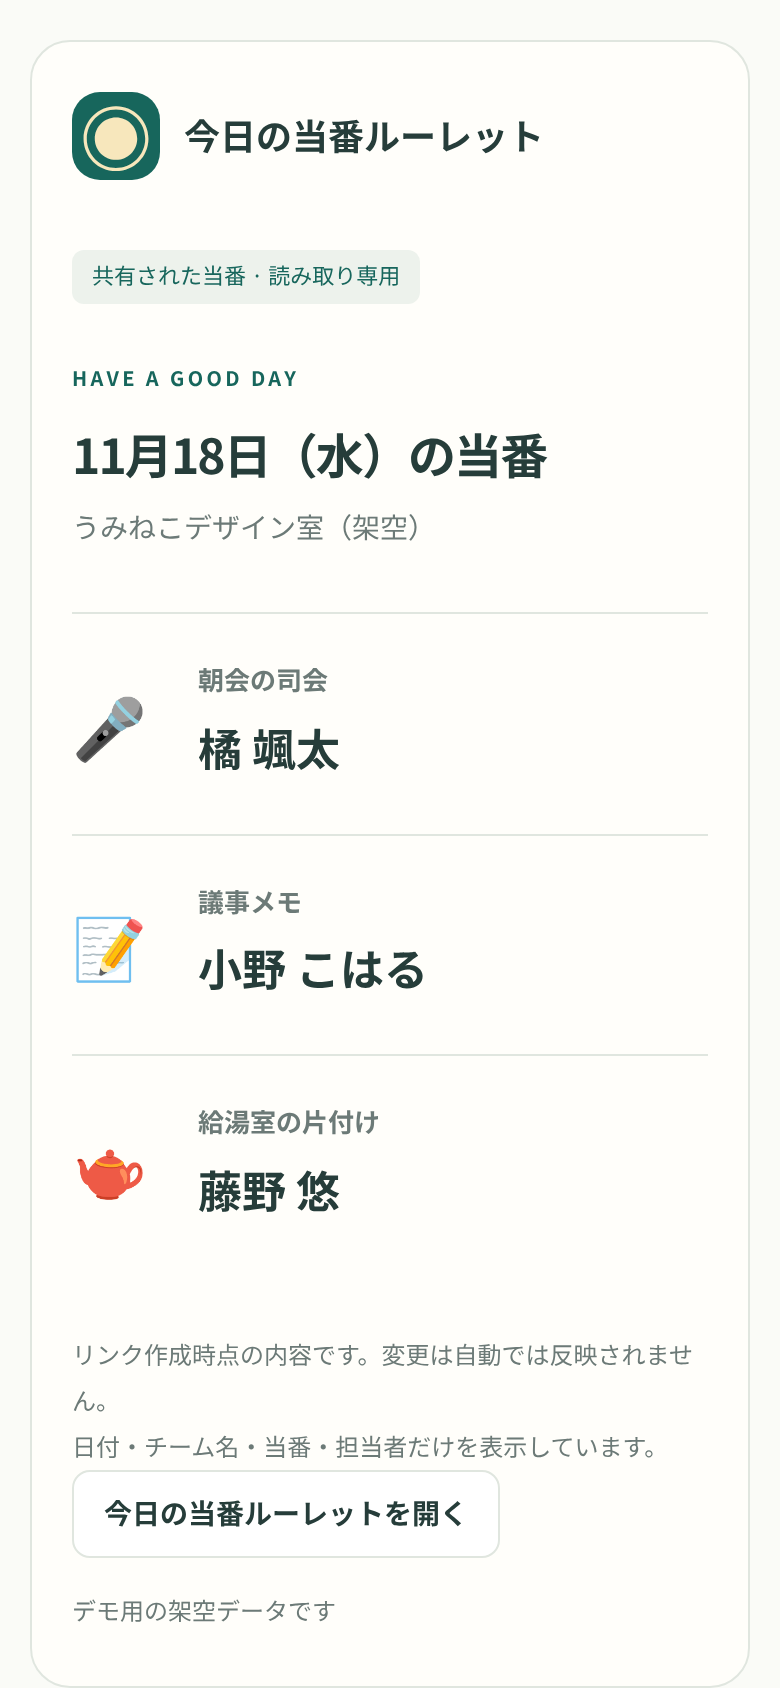 今日の当番ルーレット
共有された当番 · 読み取り専用
HAVE A GOOD DAY
11月18日（水）の当番
うみねこデザイン室（架空）
朝会の司会
橘 颯太
議事メモ
小野 こはる
給湯室の片付け
藤野 悠
リンク作成時点の内容です。変更は自動では反映されませ
ん。
日付・チーム名・当番・担当者だけを表示しています。
今日の当番ルーレットを開く
デモ用の架空データです